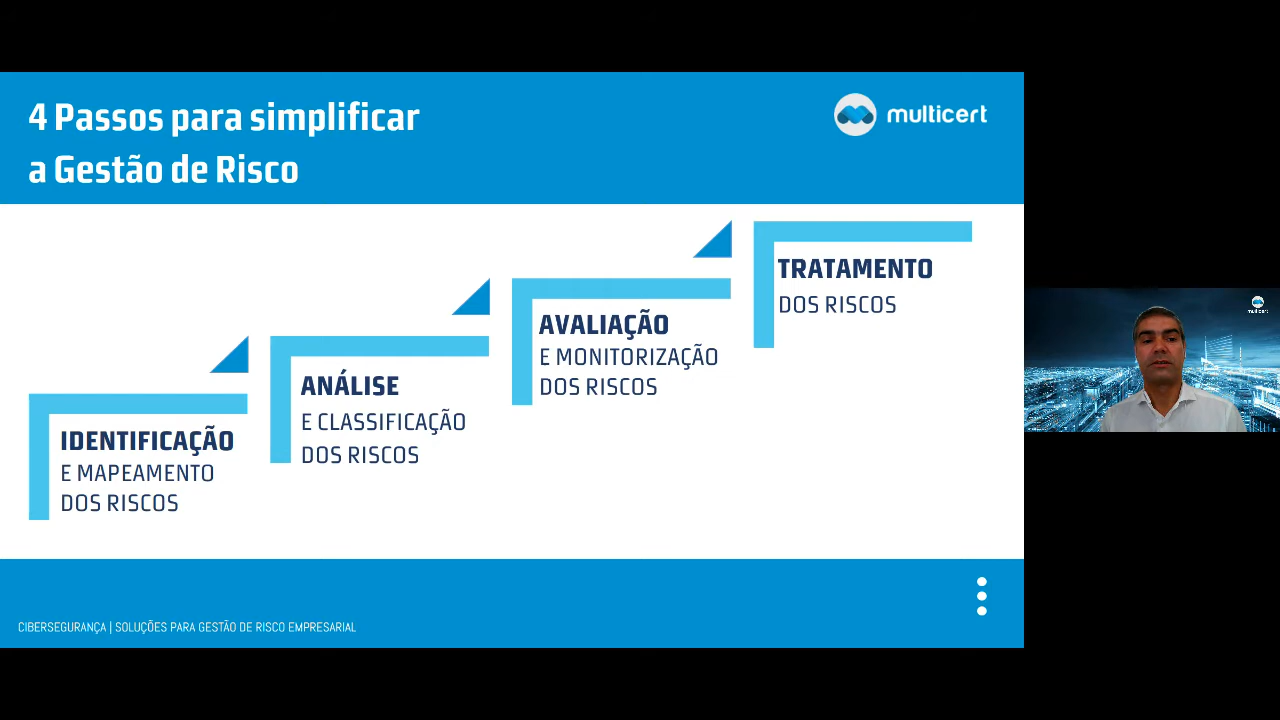 4 Passos para simplificar
a Gestão de Risco
multicert
IDENTIFICAÇÃO
E MAPEAMENTO
DOS RISCOS
ANÁLISE
E CLASSIFICAÇÃO
DOS RISCOS
AVALIAÇÃO
E MONITORIZAÇÃO
DOS RISCOS
TRATAMENTO
DOS RISCOS
multicert
CIBERSEGURANÇA | SOLUÇÕES PARA GESTÃO DE RISCO EMPRESARIAL